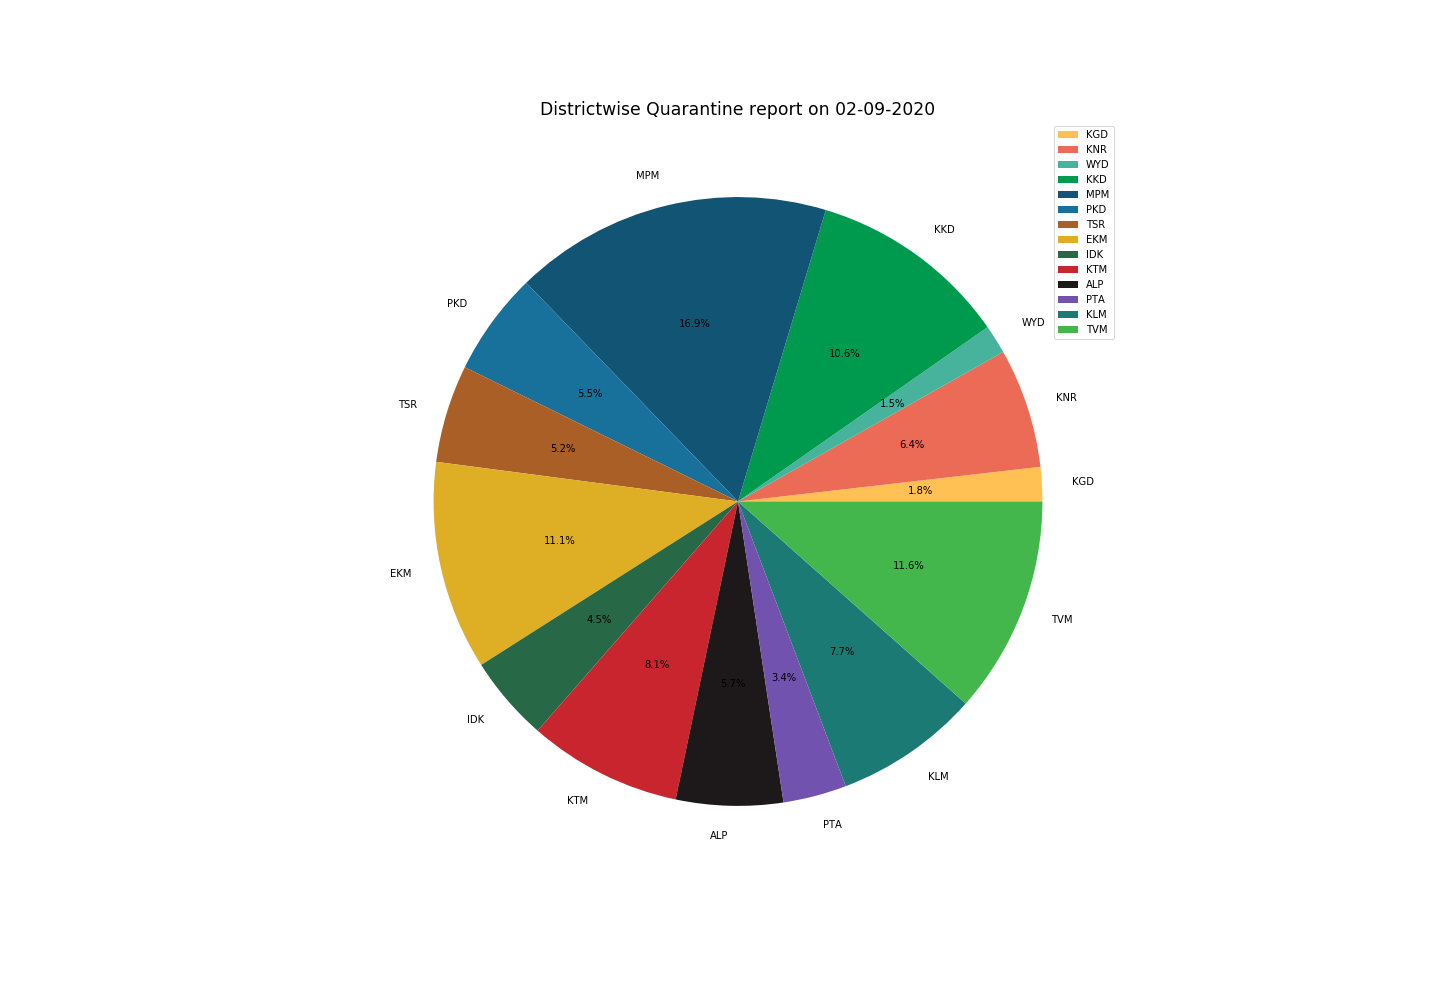 Districtwise Quarantine report on 02-09-2020
KGD
KNR
WYD
KKD
MPM
PKD
TSR
EKM
IDK
KTM
ALP
PTA
KLM
TVM
MPM
KKD
PKD
WYD
16.9%
10.6%
5.5%
KNR
TSR
1.5%
5.2%
6.4%
KGD
1.8%
11.1%
11.6%
EKM
4.5%
TVM
8.1%
7.7%
5.7%
3.4%
IDK
KLM
KTM
PTA
ALP